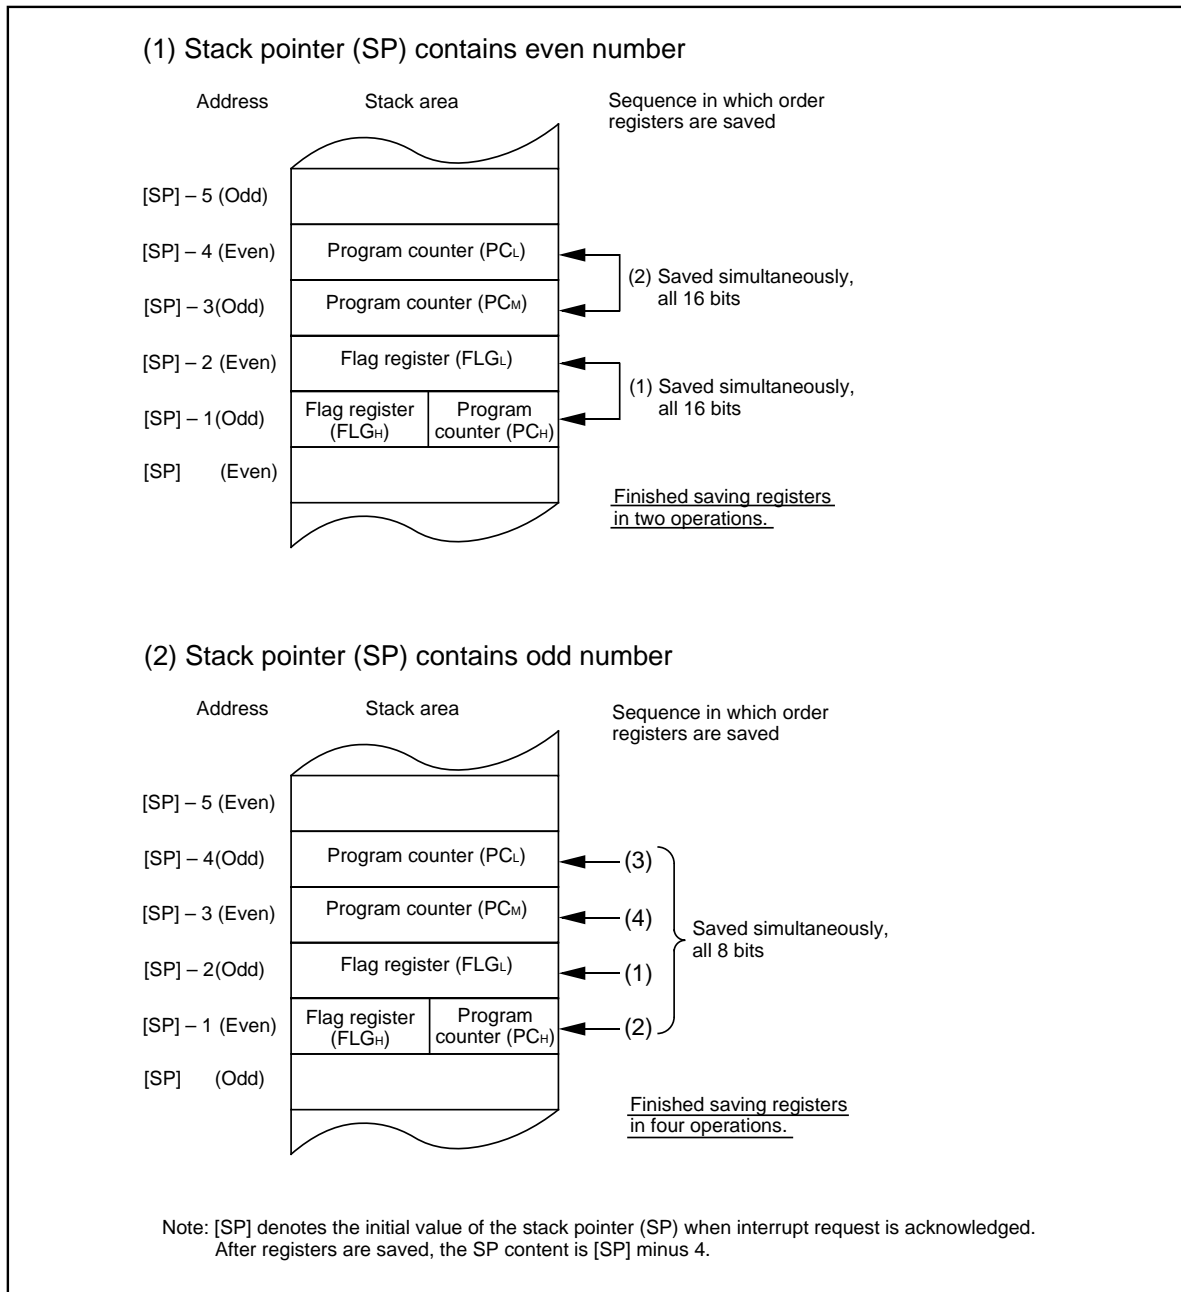 (1) Stack pointer (SP) contains even number
Address
Stack area
Sequence in which order
registers are saved
[SP] – 5 (Odd)
[SP] – 4 (Even)
Program counter (PCL)
[SP] – 3(Odd)
Program counter (PCM)
(2) Saved simultaneously,
all 16 bits
[SP] – 2 (Even)
Flag register (FLGL)
[SP] – 1(Odd)
Flag register
(FLGH)
Program
counter (PCH)
(1) Saved simultaneously,
all 16 bits
[SP] (Even)
Finished saving registers
in two operations.
(2) Stack pointer (SP) contains odd number
Address
Stack area
Sequence in which order
registers are saved
[SP] – 5 (Even)
[SP] – 4(Odd)
Program counter (PCL)
(3)
[SP] – 3 (Even)
Program counter (PCM)
(4)
Saved simultaneously,
all 8 bits
[SP] – 2(Odd)
Flag register (FLGL)
(1)
[SP] – 1 (Even)
Flag register
(FLGH)
Program
counter (PCH)
(2)
[SP] (Odd)
Finished saving registers
in four operations.
Note: [SP] denotes the initial value of the stack pointer (SP) when interrupt request is acknowledged.
After registers are saved, the SP content is [SP] minus 4.